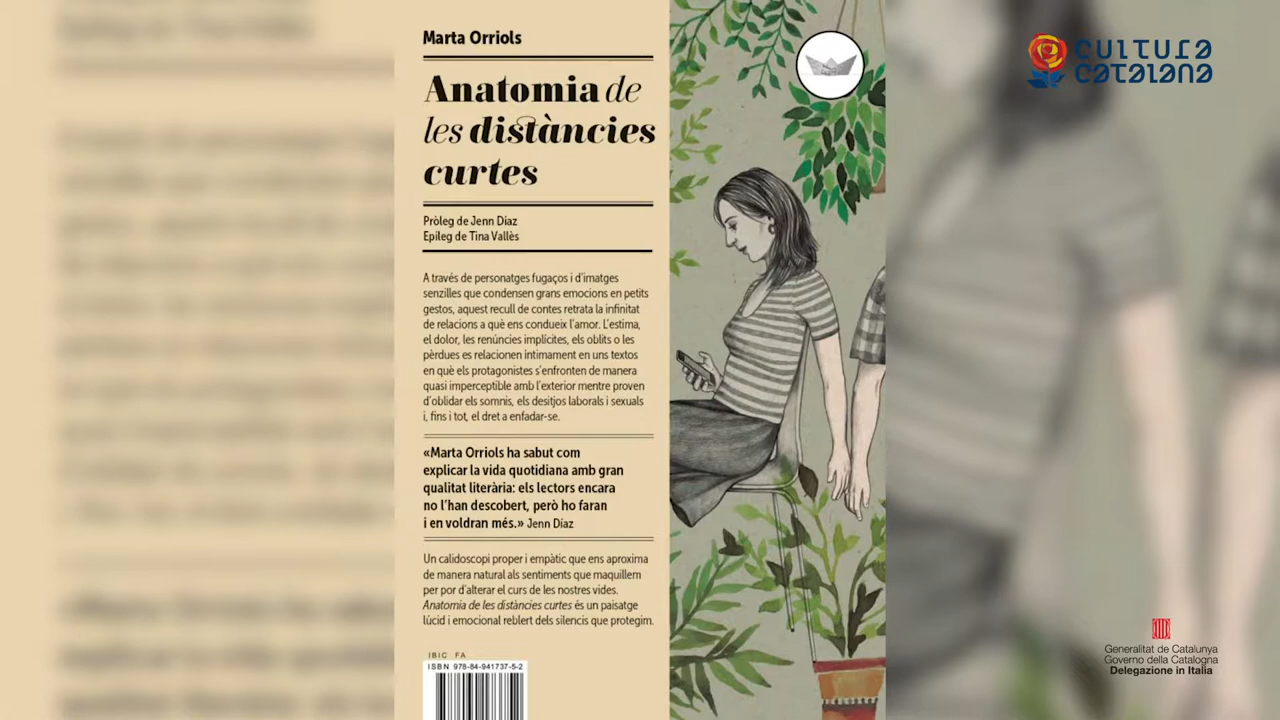 Marta Orriols
Anatomia de
les distàncies
curtes
Pròleg de Jenn Díaz
Epíleg de Tina Vallès
A través de personatges fugaços i d'imatges
senzilles que condensen grans emocions en petits
gestos, aquest recull de contes retrata la infinitat
de relacions a què ens condueix l'amor. L'estima,
el dolor, les renúncies implícites, els oblits o les
pèrdues es relacionen íntimament en uns textos
en què els protagonistes s'enfronten de manera
quasi imperceptible amb l'exterior mentre proven
d'oblidar els somnis, els desitjos laborals i sexuals
i, fins i tot, el dret a enfadar-se.
«Marta Orriols ha sabut com
explicar la vida quotidiana amb gran
qualitat literària: els lectors encara
no l'han descobert, però ho faran
i en voldran més.» Jenn Díaz
Un calidoscopi proper i empàtic que ens aproxima
de manera natural als sentiments que maquillem
per por d'alterar el curs de les nostres vides.
Anatomia de les distàncies curtes és un paisatge
lúcid i emocional reblert dels silencis que protegim.
IBIC FA
ISBN 978-84-941737-5-2
CULTURA
CATALANA
Generalitat de Catalunya
Governo della Catalogna
Delegazione in Italia